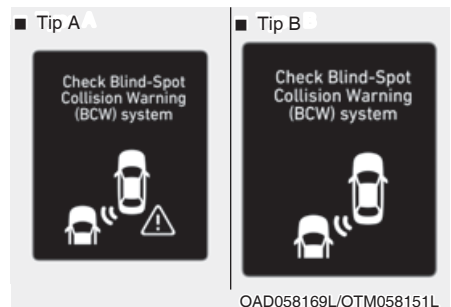 ■ Tip A
Check Blind-Spot
Collision Warning
(BCW) system
■ Tip B
Check Blind-Spot
Collision Warning
(BCW) system
OAD058169L/OTM058151L